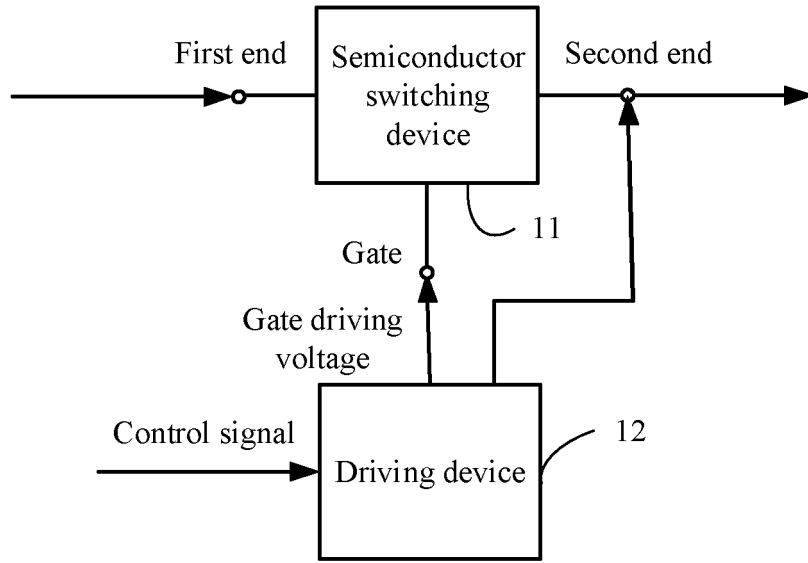 First end
Semiconductor
switching
device
Second end
11
Gate
Gate driving
voltage
Control signal
12
Driving device